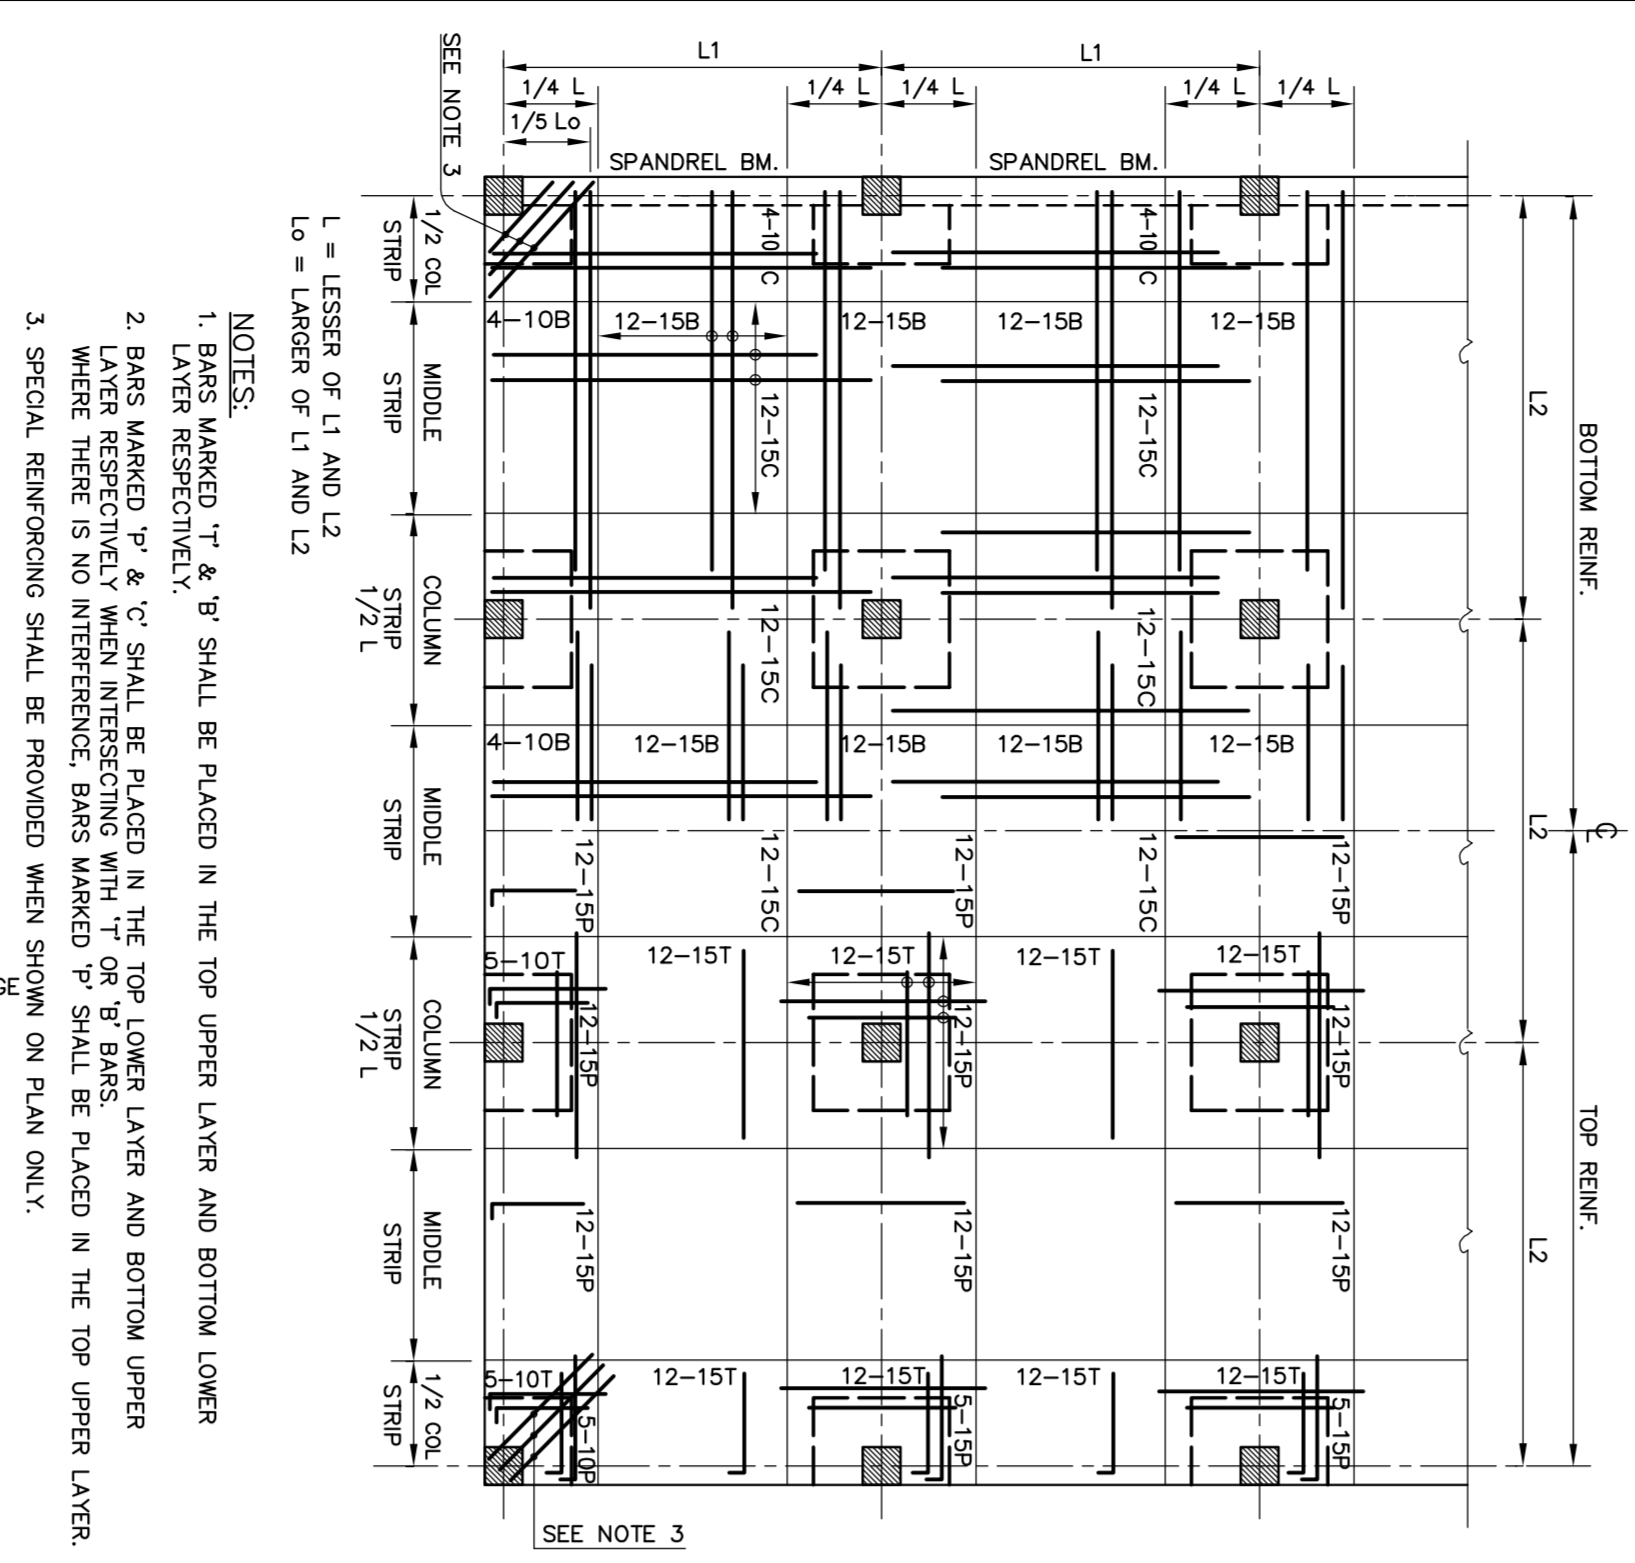 L1
L1
1/4 L
1/4 L
1/4 L
1/4 L
1/4 L
1/5 Lo
SEE NOTE 3
SPANDREL BM.
SPANDREL BM.
1/2 COL
STRIP
4-10C
4-10C
4-10B
12-15B
12-15B
12-15B
12-15B
MIDDLE
STRIP
12-15C
12-15C
L2
BOTTOM REINF.
COLUMN
STRIP
1/2 L
12-15C
12-15C
4-10B
12-15B
12-15B
12-15B
12-15B
MIDDLE
STRIP
L2
CL
12-15P
12-15C
12-15P
12-15C
12-15P
5-10T
12-15T
12-15T
12-15T
12-15T
COLUMN
STRIP
1/2 L
12-15P
12-15P
12-15P
TOP REINF.
MIDDLE
STRIP
12-15P
12-15P
12-15P
L2
5-10T
12-15T
12-15T
12-15T
12-15T
1/2 COL
STRIP
5-10P
5-15P
5-15P
SEE NOTE 3
L = LESSER OF L1 AND L2
Lo = LARGER OF L1 AND L2
NOTES:
1. BARS MARKED 'T' & 'B' SHALL BE PLACED IN THE TOP UPPER LAYER AND BOTTOM LOWER
LAYER RESPECTIVELY.
2. BARS MARKED 'P' & 'C' SHALL BE PLACED IN THE TOP LOWER LAYER AND BOTTOM UPPER
LAYER RESPECTIVELY WHEN INTERSECTING WITH 'T' OR 'B' BARS.
WHERE THERE IS NO INTERFERENCE, BARS MARKED 'P' SHALL BE PLACED IN THE TOP UPPER LAYER.
3. SPECIAL REINFORCING SHALL BE PROVIDED WHEN SHOWN ON PLAN ONLY.